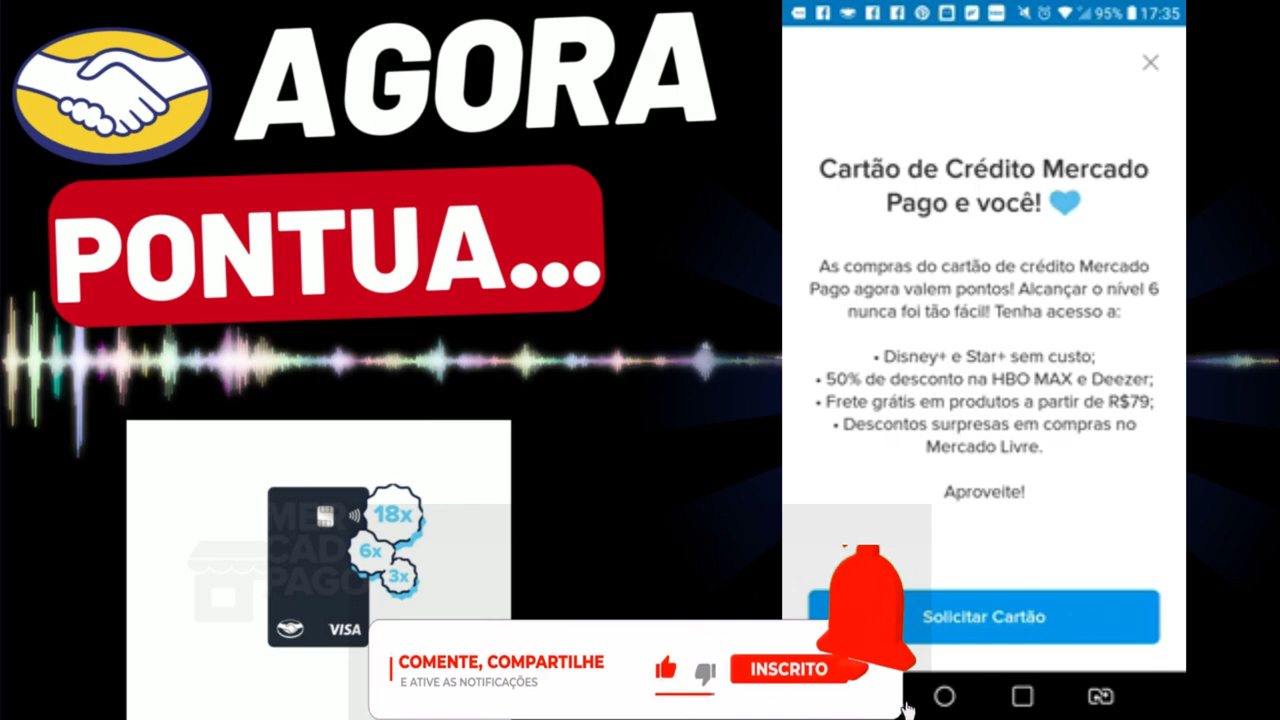 AGORA
PONTUA...
95% 17:35
Cartão de Crédito Mercado
Pago e você!
As compras do cartão de crédito Mercado
Pago agora valem pontos! Alcançar o nível 6
nunca foi tão fácil! Tenha acesso a:
• Disney+ e Star+ sem custo;
• 50% de desconto na HBO MAX e Deezer;
• Frete grátis em produtos a partir de R$79;
• Descontos surpresas em compras no
Mercado Livre.
Aproveite!
Solicitar Cartão
MER
CAD
PAGO
18x
6x
3x
VISA
COMENTE, COMPARTILHE
E ATIVE AS NOTIFICAÇÕES
INSCRITO